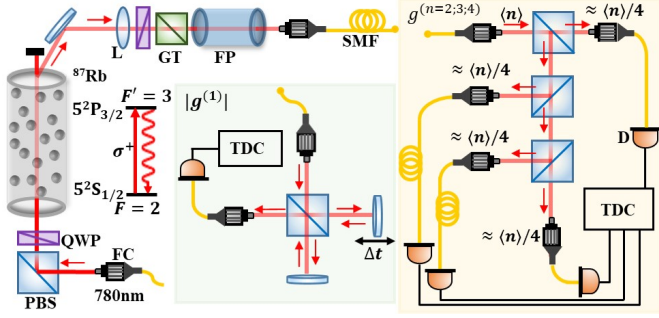 L
GT
FP
SMF
⁸⁷Rb
F′ = 3
5²P₃/₂
σ⁺
5²S₁/₂
F = 2
QWP
FC
PBS
780nm
|g⁽¹⁾|
TDC
Δt
g⁽ⁿ⁼²;³;⁴⁾
⟨n⟩
≈ ⟨n⟩/4
≈ ⟨n⟩/4
≈ ⟨n⟩/4
D
TDC
≈ ⟨n⟩/4